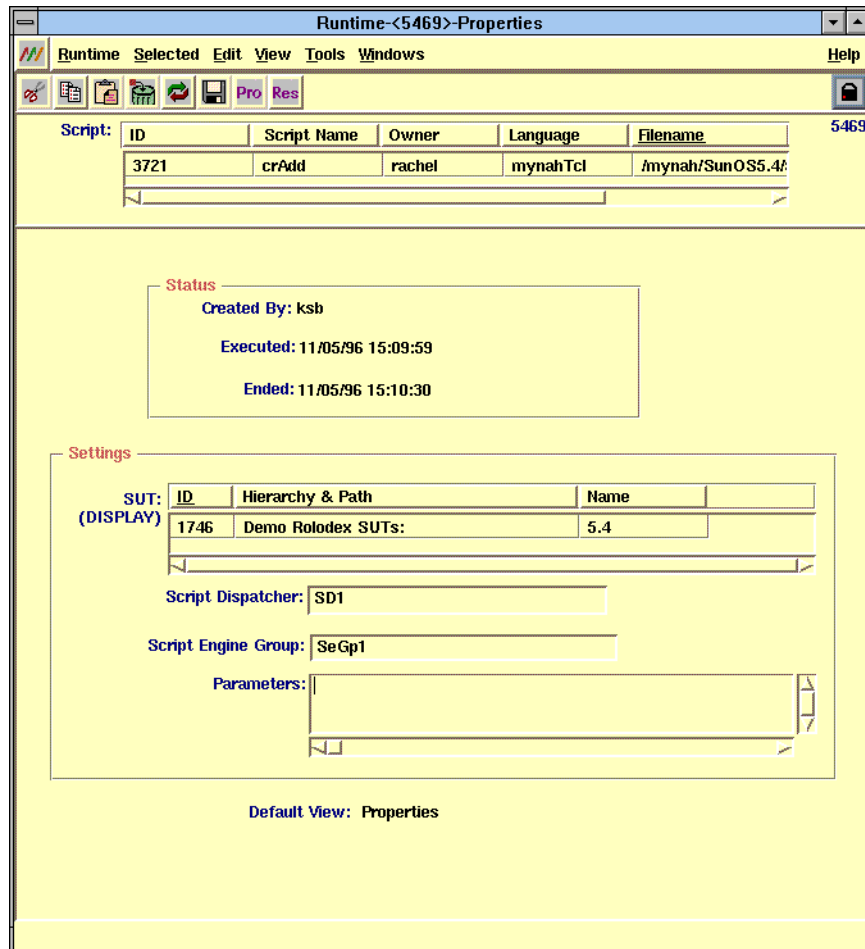 Runtime-<5469>-Properties
Runtime Selected Edit View Tools Windows Help
Pro Res
Script: ID Script Name Owner Language Filename 5469
3721 crAdd rachel mynahTcl /mynah/SunOS5.4/
Status
Created By: ksb
Executed: 11/05/96 15:09:59
Ended: 11/05/96 15:10:30
Settings
SUT: ID Hierarchy & Path Name
(DISPLAY) 1746 Demo Rolodex SUTs: 5.4
Script Dispatcher: SD1
Script Engine Group: SeGp1
Parameters:
Default View: Properties